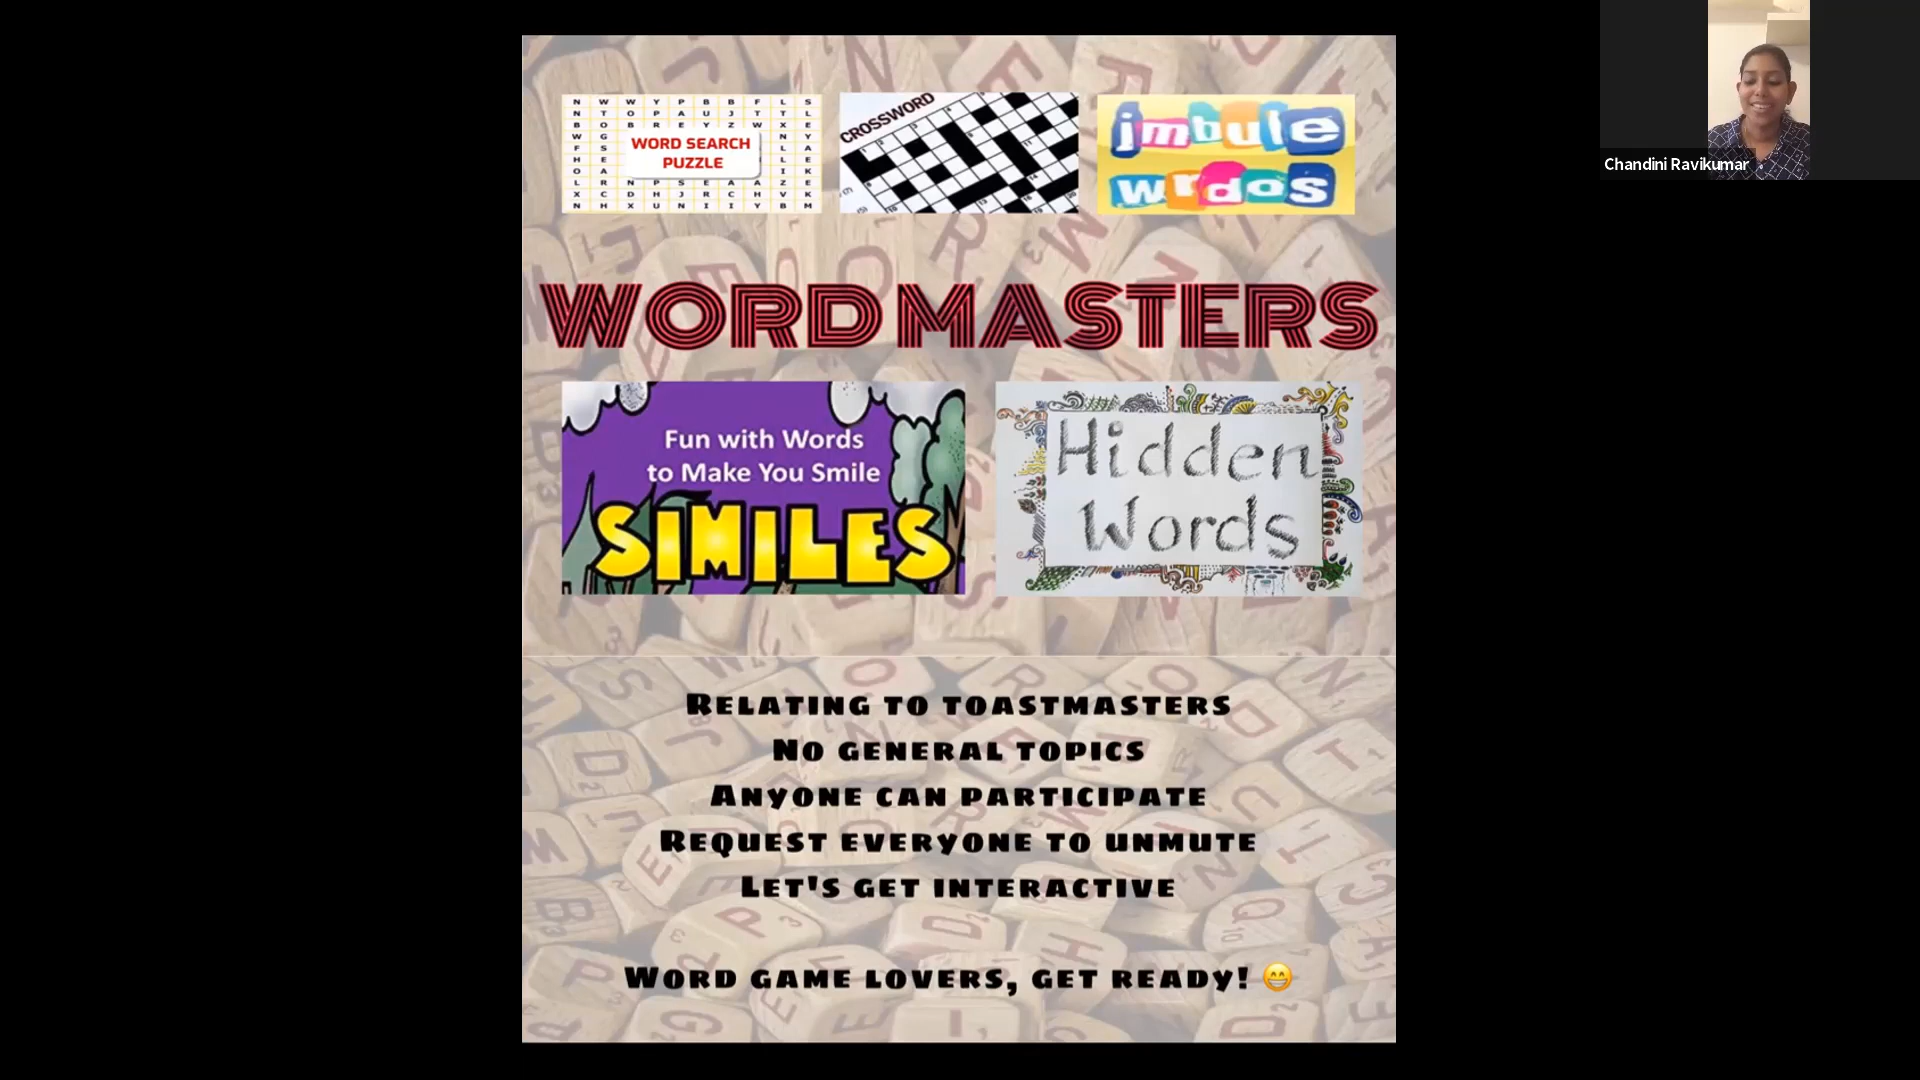 N W W Y P B B F L S
N T O P A U J T T L
B O B R E Y Z W X E
W G N Y
F S L A
H E I L E
O A I K
L R N P S E A A Z E
X C D H J R C H V K
N H X U N I I Y B M
WORD SEARCH
PUZZLE
CROSSWORD
jmbule
wrdos
WORD MASTERS
Fun with Words
to Make You Smile
SIMILES
Hidden
Words
Relating to toastmasters
No general topics
Anyone can participate
Request everyone to unmute
Let's get interactive
Word game lovers, get ready! 😁
Chandini Ravikumar